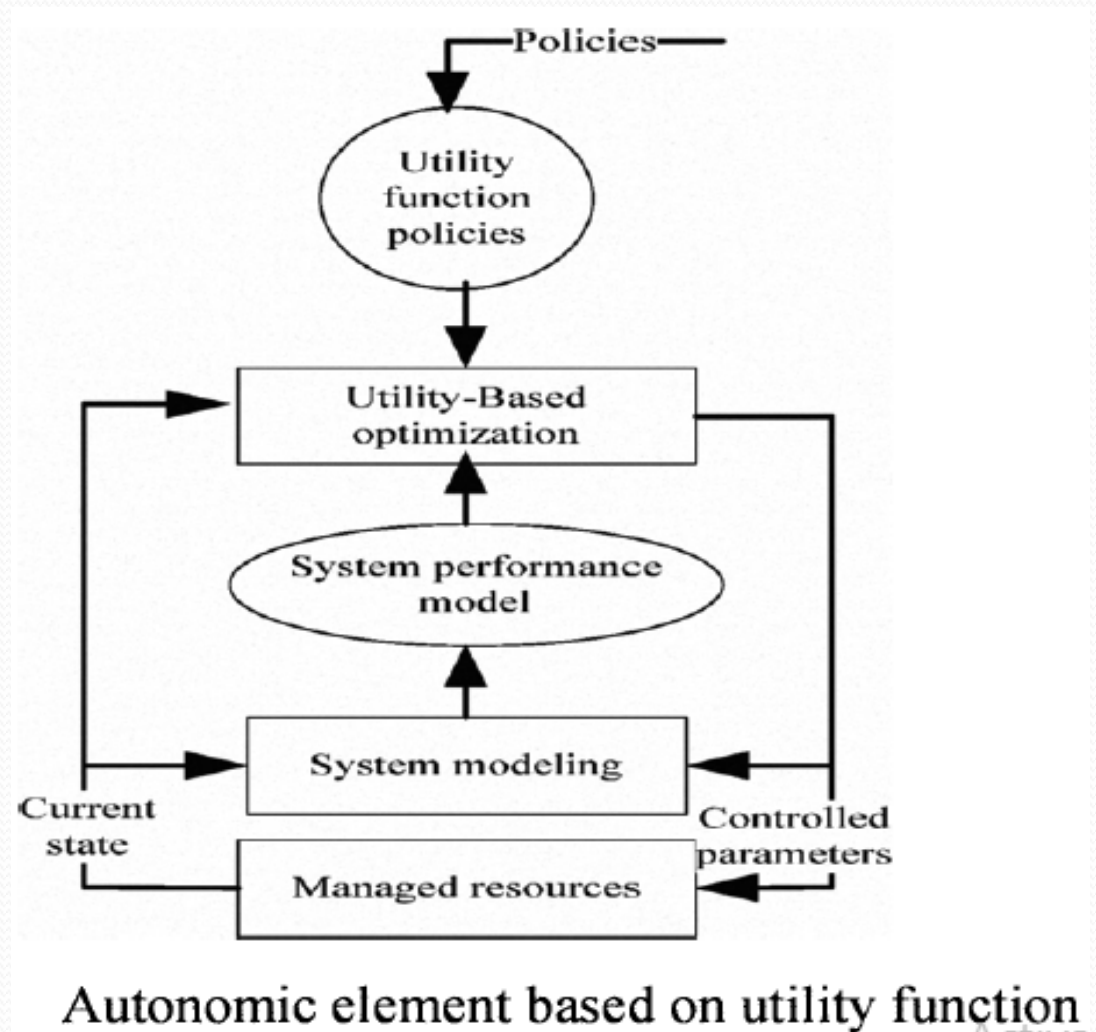 Policies
Utility
function
policies
Utility-Based
optimization
System performance
model
System modeling
Current
state
Controlled
parameters
Managed resources
Autonomic element based on utility function